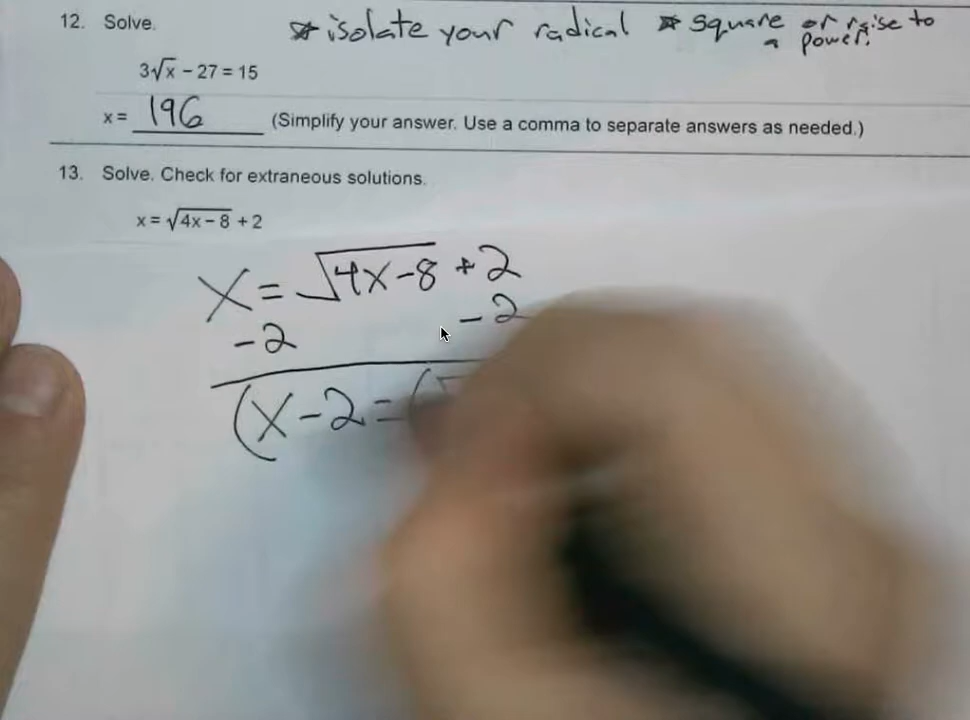 12. Solve. * isolate your radical * square or raise to a power!
3√x − 27 = 15
x = 196 (Simplify your answer. Use a comma to separate answers as needed.)
13. Solve. Check for extraneous solutions.
x = √4x − 8 + 2
x = √4x−8 + 2
−2 −2
(x−2=(√